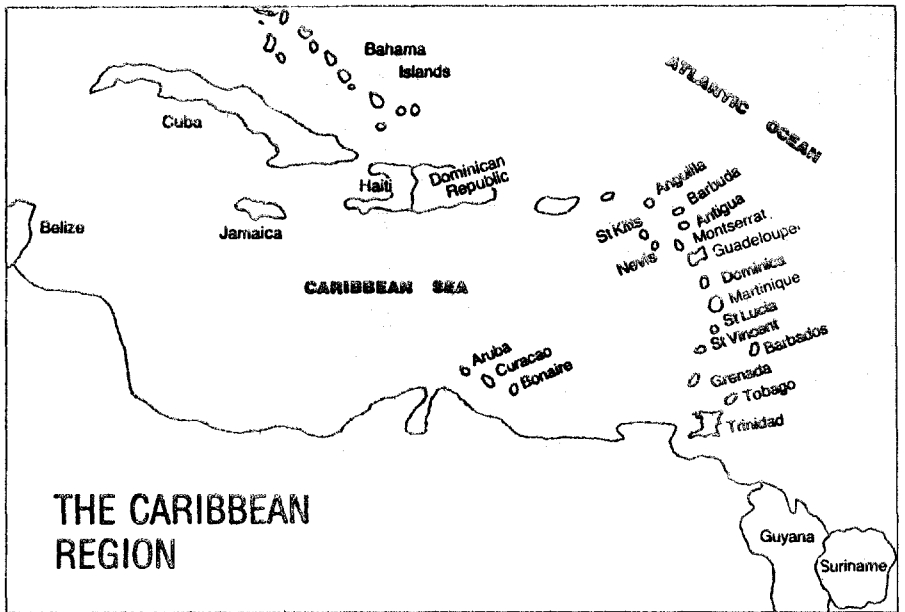 Bahama
Islands
ATLANTIC OCEAN
Cuba
Haiti
Dominican
Republic
Anguilla
Barbuda
Antigua
St Kitts
Montserrat
Nevis
Guadeloupe
Belize
Jamaica
CARIBBEAN SEA
Dominica
Martinique
St Lucia
St Vincent
Barbados
Aruba
Curacao
Bonaire
Grenada
Tobago
Trinidad
THE CARIBBEAN
REGION
Guyana
Suriname